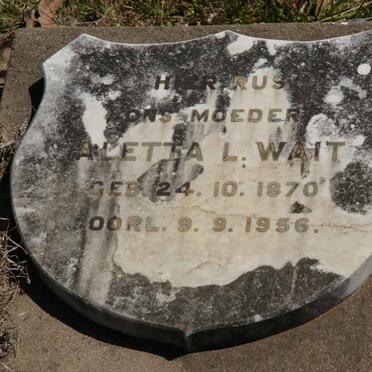 HIER RUS
ONS MOEDER
ALETTA L. WAIT
GEB. 24. 10. 1870
OORL. 9. 9. 1956.